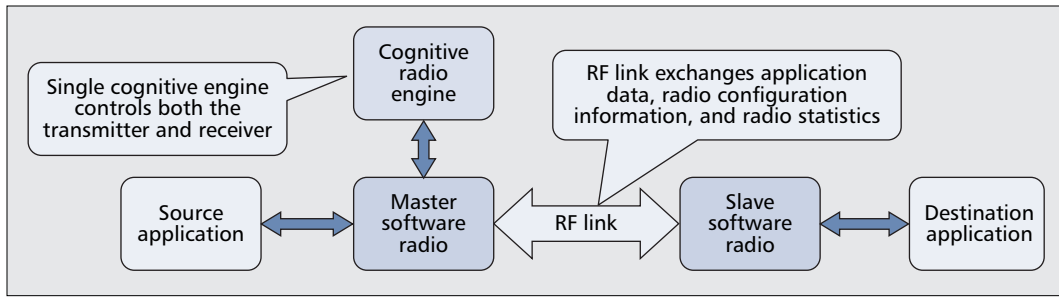 Cognitive
radio
engine
Single cognitive engine
controls both the
transmitter and receiver
RF link exchanges application
data, radio configuration
information, and radio statistics
Source
application
Master
software
radio
RF link
Slave
software
radio
Destination
application